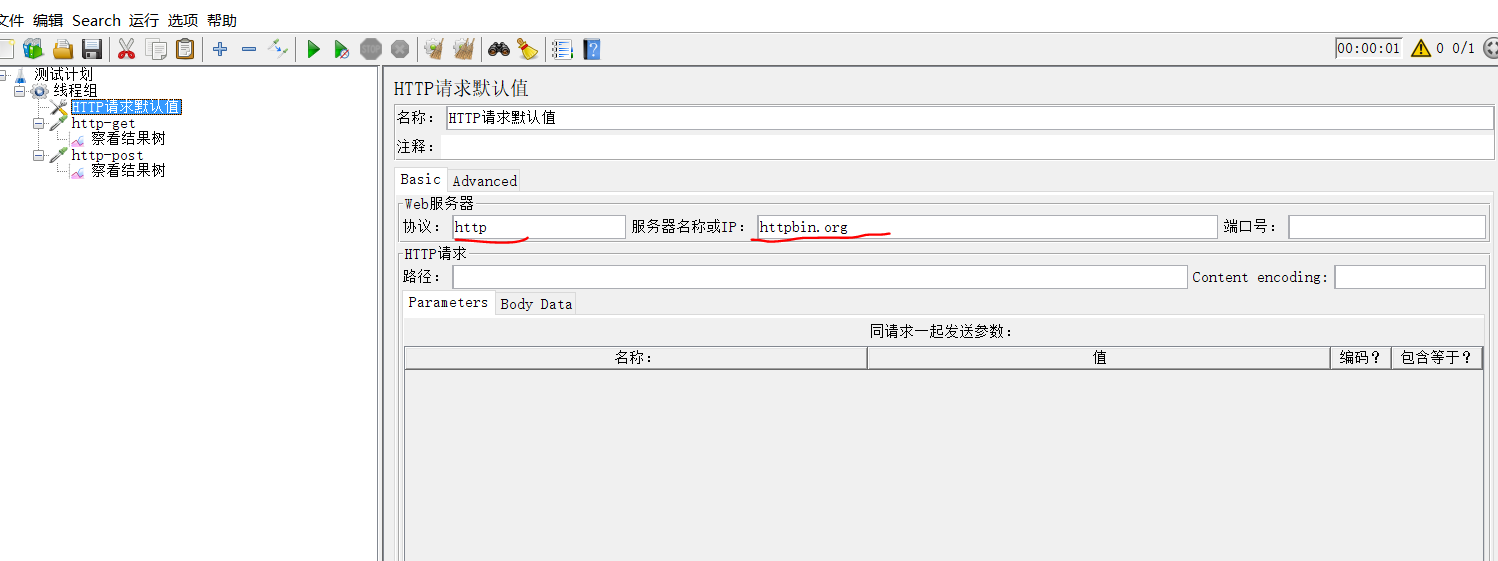 文件 编辑 Search 运行 选项 帮助
STOP 00:00:01 0 0/1
测试计划
线程组
HTTP请求默认值
http-get
察看结果树
http-post
察看结果树
HTTP请求默认值
名称: HTTP请求默认值
注释:
Basic Advanced
Web服务器
协议: http 服务器名称或IP: httpbin.org 端口号:
HTTP请求
路径: Content encoding:
Parameters Body Data
同请求一起发送参数:
名称: 值 编码? 包含等于?